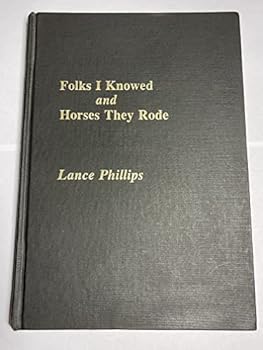 Folks I Knowed
and
Horses They Rode
Lance Phillips